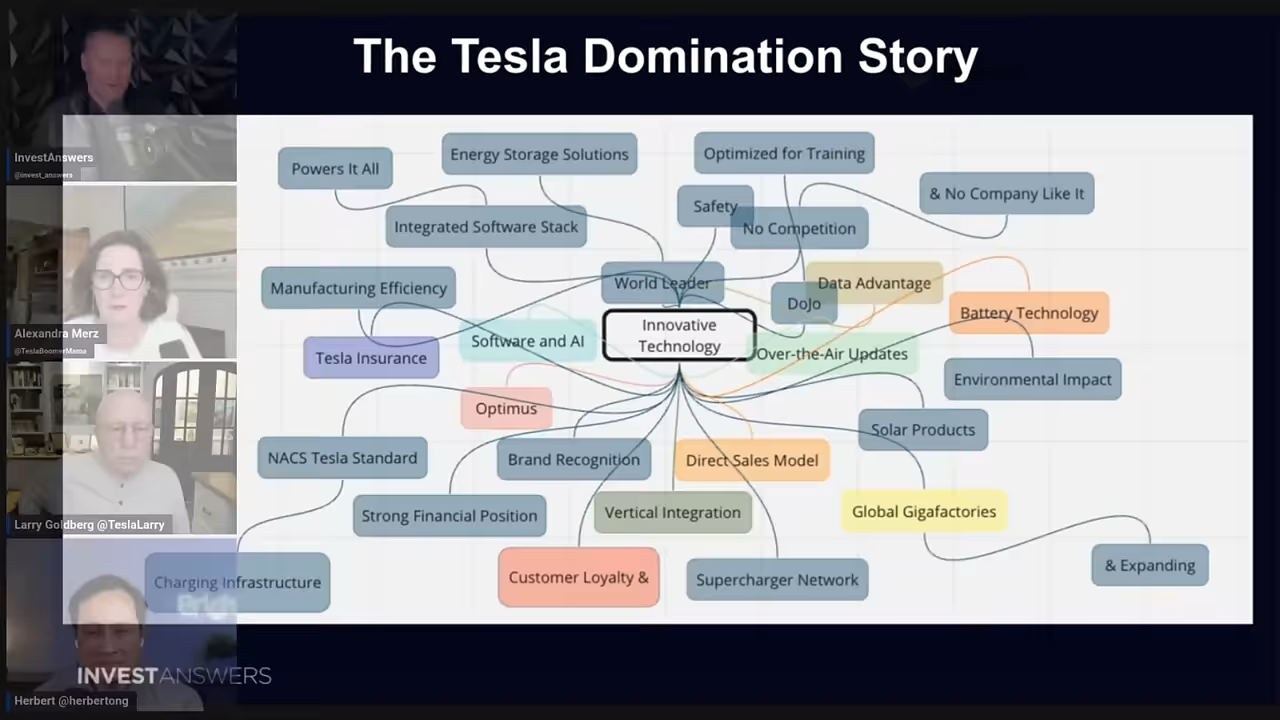 The Tesla Domination Story
InvestAnswers
@invest_answers
Alexandra Merz
@TeslaBoomerMama
Larry Goldberg @TeslaLarry
Herbert @herbertong
INVESTANSWERS
Powers It All
Energy Storage Solutions
Optimized for Training
& No Company Like It
Safety
Integrated Software Stack
No Competition
Manufacturing Efficiency
World Leader
Data Advantage
DoJo
Battery Technology
Innovative
Technology
Software and AI
Over-the-Air Updates
Tesla Insurance
Environmental Impact
Optimus
Solar Products
NACS Tesla Standard
Brand Recognition
Direct Sales Model
Strong Financial Position
Vertical Integration
Global Gigafactories
Charging Infrastructure
Customer Loyalty &
Supercharger Network
& Expanding